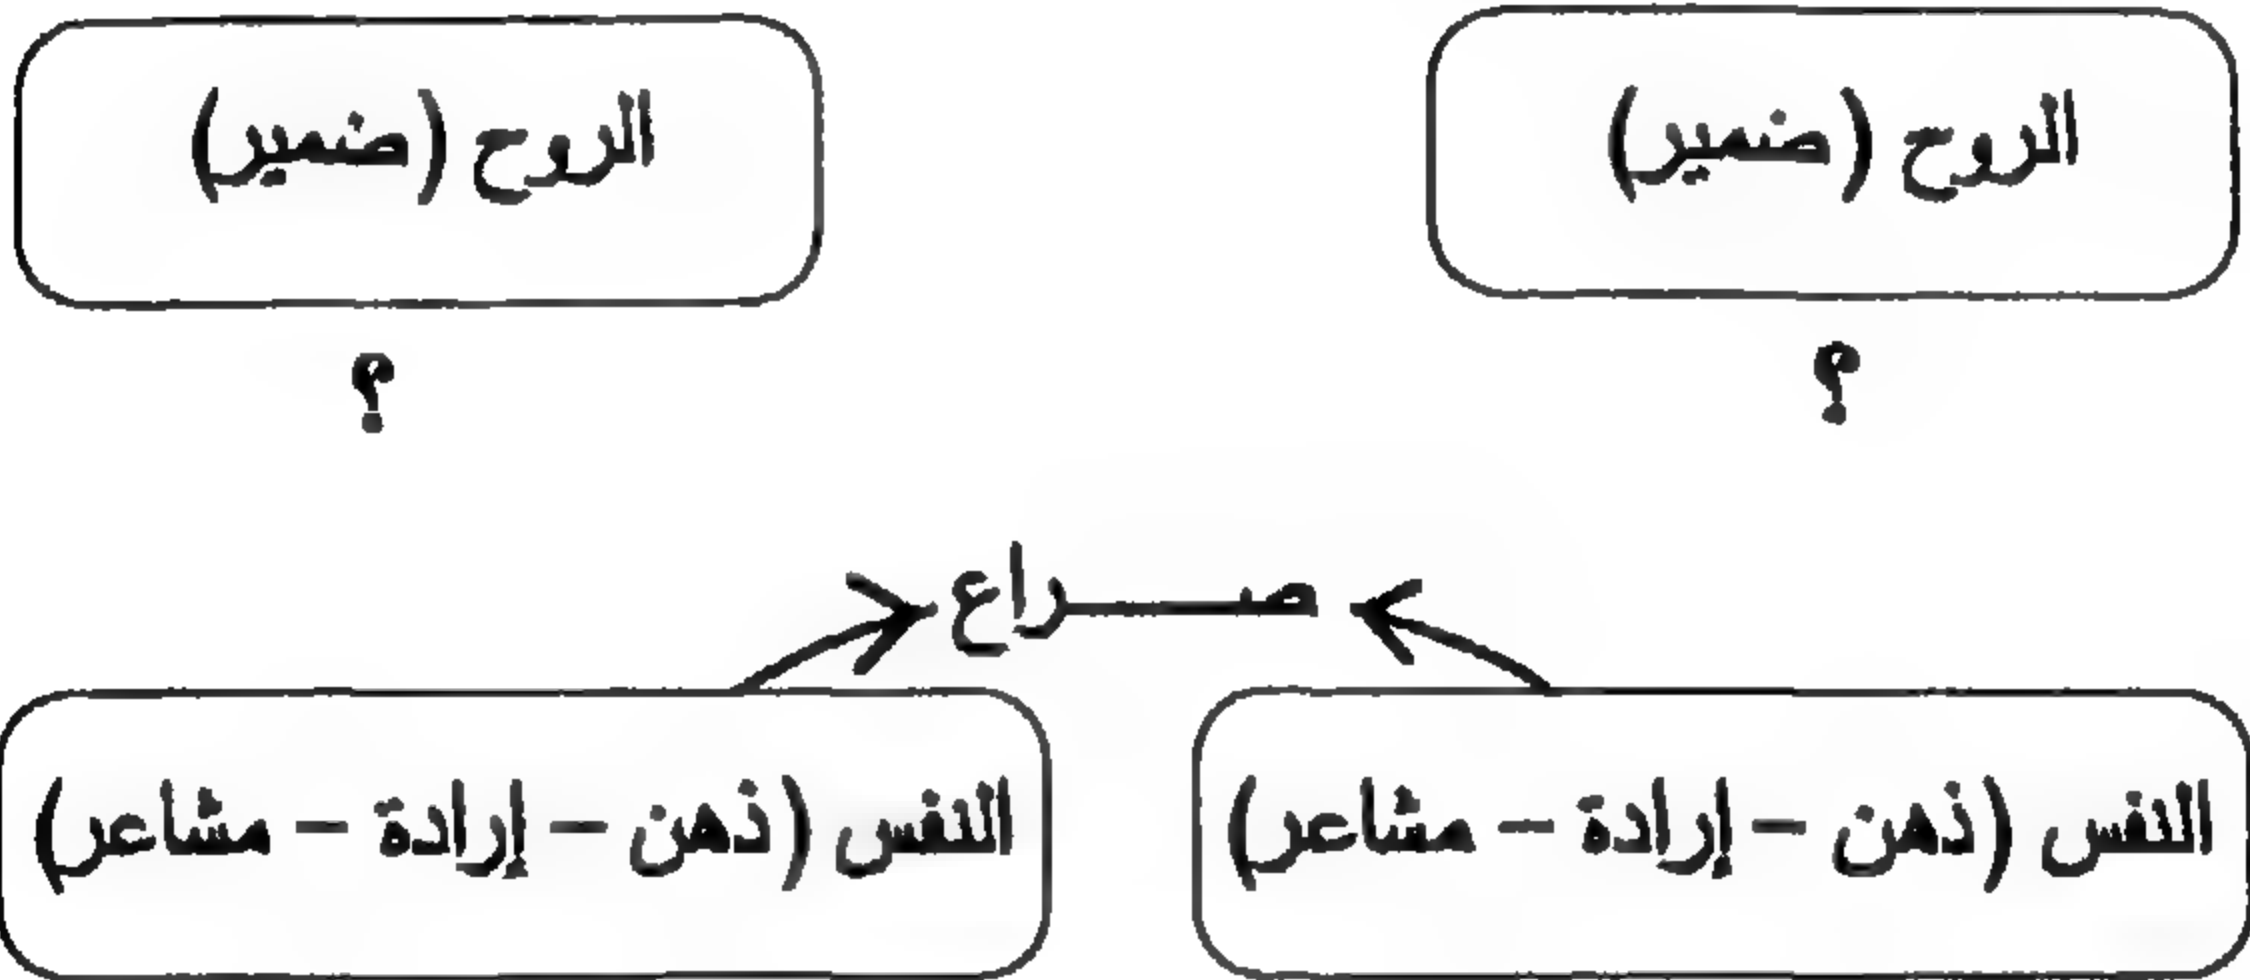 الروح (ضمير)
الروح (ضمير)
؟
؟
صـــــراع
النفس (ذهن – إرادة – مشاعر)
النفس (ذهن – إرادة – مشاعر)